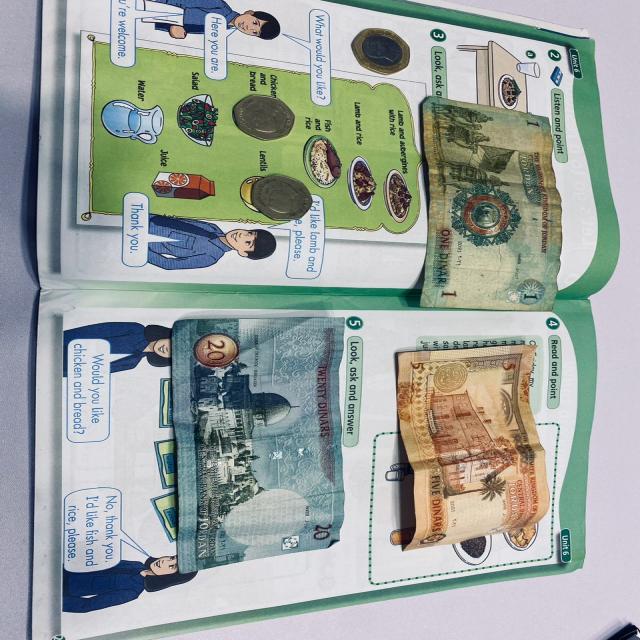 Unit 6
2
Listen and point
a
3
Look, ask a
What would you like?
Here you are.
're welcome.
Lamb and aubergines
with rice
Lamb and rice
Fish
and
rice
Chicken
and
bread
Lentils
Salad
Juice
Water
I'd like lamb and
e, please.
Thank you.
1
ONE DINAR
1
1
4
Read and point
5
Look, ask and answer
Would you like
chicken and bread?
No, thank you.
I'd like fish and
rice, please
Unit 6
20
TWENTY DINARS
20
5
FIVE DINARS